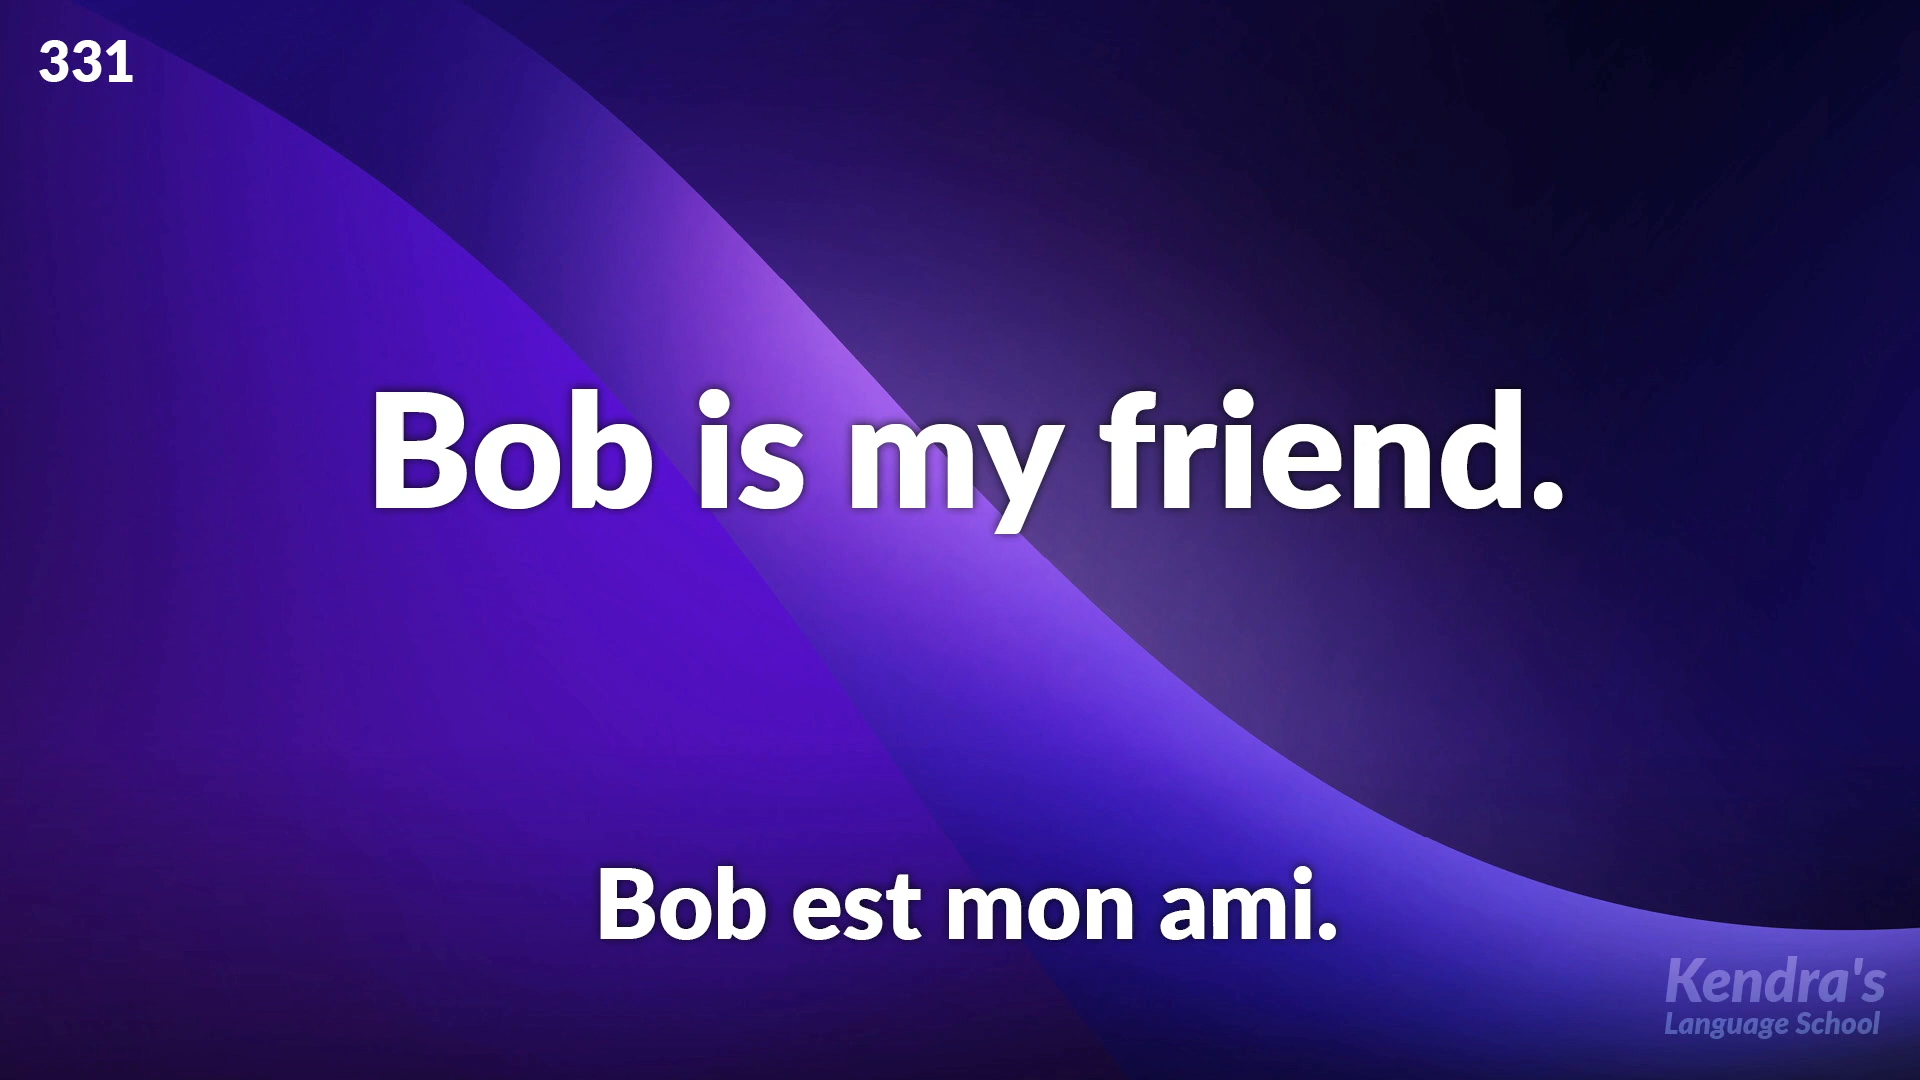 331
Bob is my friend.
Bob est mon ami.
Kendra's
Language School